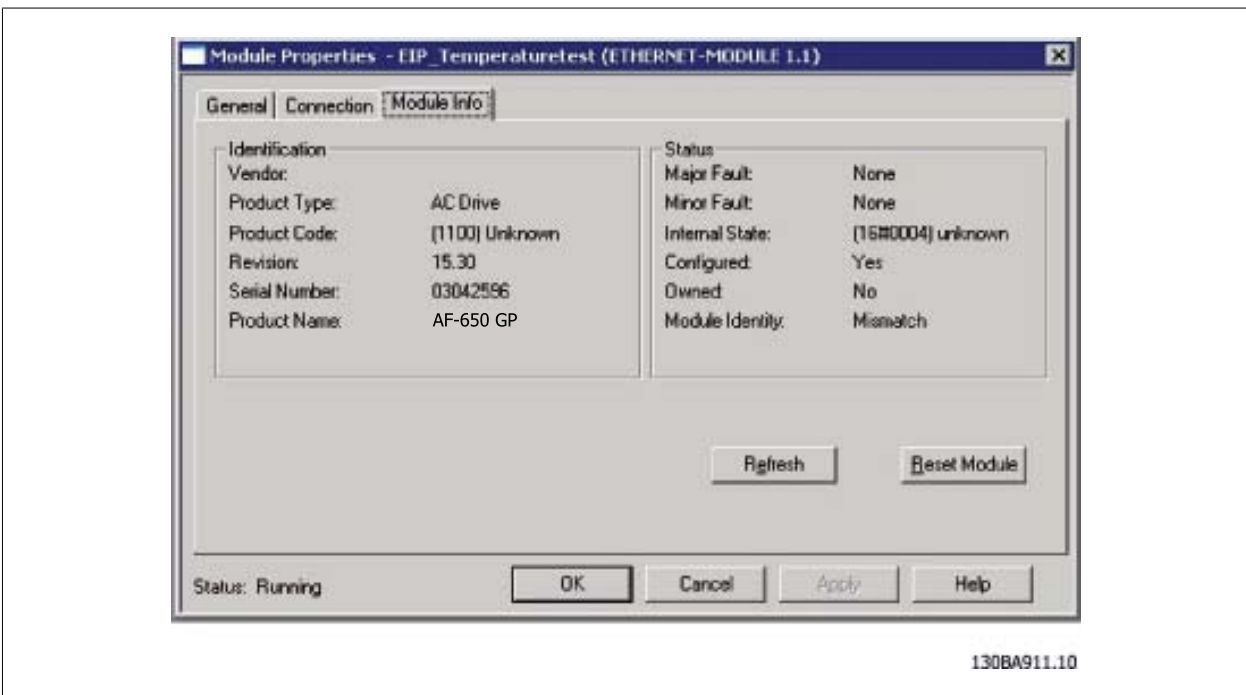 Module Properties - EIP_Temperaturetest (ETHERNET-MODULE 1.1)
General Connection Module Info
Identification
Vendor:
Product Type: AC Drive
Product Code: (1100) Unknown
Revision: 15.30
Serial Number: 03042596
Product Name: AF-650 GP
Status
Major Fault: None
Minor Fault: None
Internal State: (16#0004) unknown
Configured: Yes
Owned: No
Module Identity: Mismatch
Refresh Reset Module
Status: Running OK Cancel Apply Help
130BA911.10